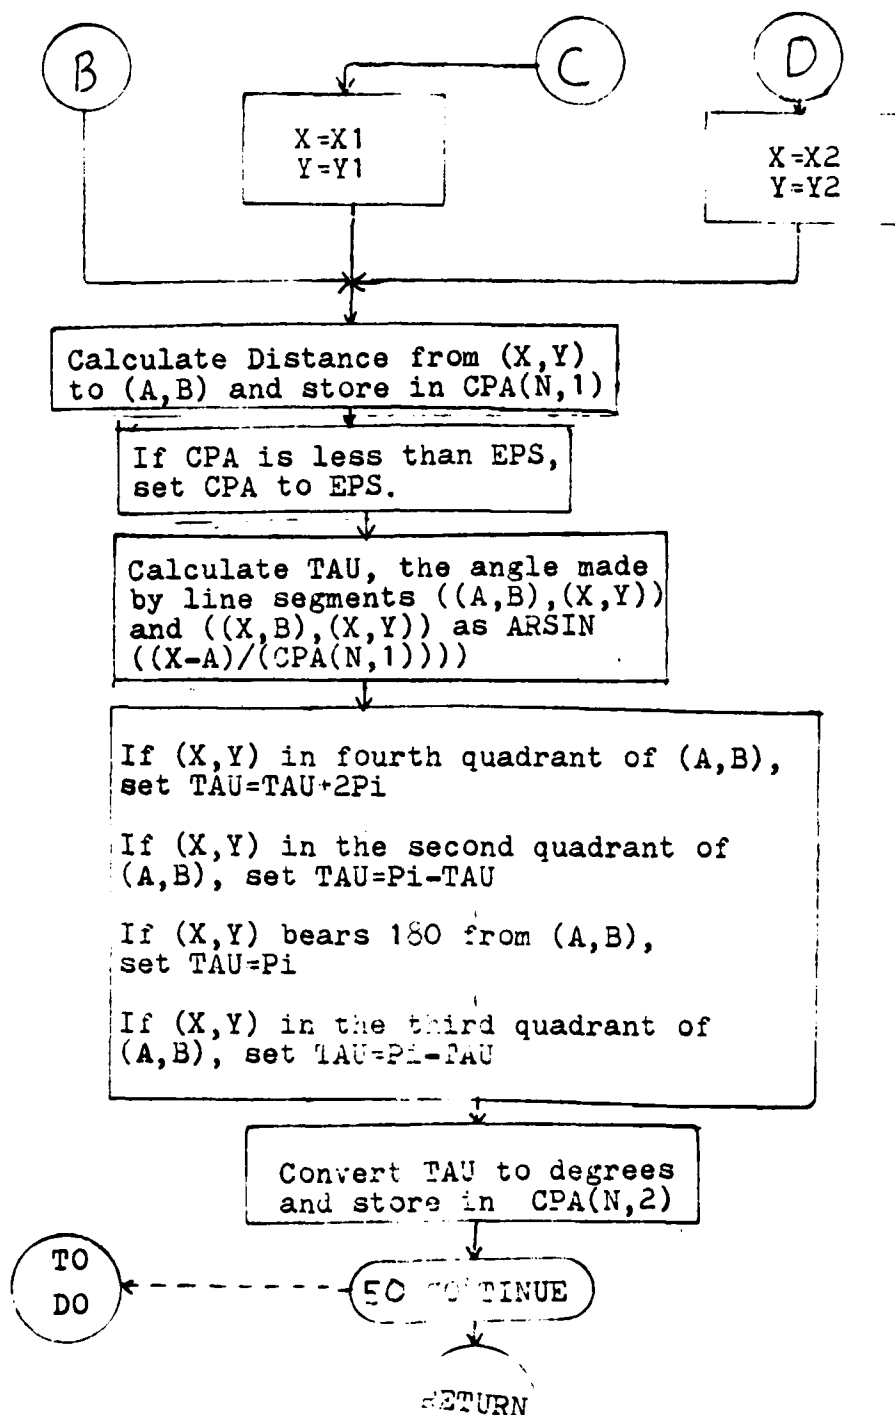 B
C
D
X=X1
Y=Y1
X=X2
Y=Y2
Calculate Distance from (X,Y)
to (A,B) and store in CPA(N,1)
If CPA is less than EPS,
set CPA to EPS.
Calculate TAU, the angle made
by line segments ((A,B),(X,Y))
and ((X,B),(X,Y)) as ARSIN
((X-A)/(CPA(N,1))))
If (X,Y) in fourth quadrant of (A,B),
set TAU=TAU+2Pi
If (X,Y) in the second quadrant of
(A,B), set TAU=Pi-TAU
If (X,Y) bears 180 from (A,B),
set TAU=Pi
If (X,Y) in the third quadrant of
(A,B), set TAU=Pi-TAU
Convert TAU to degrees
and store in CPA(N,2)
TO
DO
50 CONTINUE
RETURN